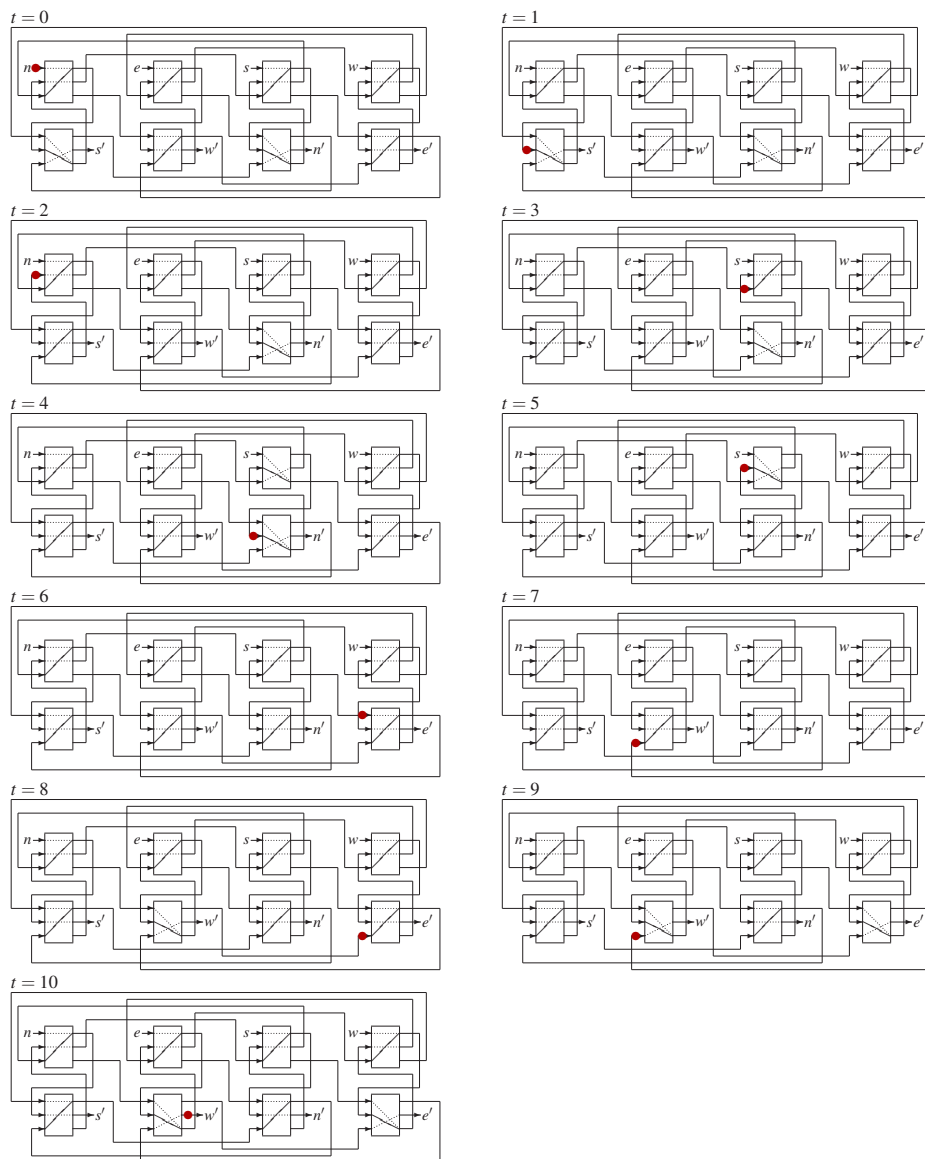 t = 0
n e s w
s′ w′ n′ e′
t = 1
n e s w
s′ w′ n′ e′
t = 2
n e s w
s′ w′ n′ e′
t = 3
n e s w
s′ w′ n′ e′
t = 4
n e s w
s′ w′ n′ e′
t = 5
n e s w
s′ w′ n′ e′
t = 6
n e s w
s′ w′ n′ e′
t = 7
n e s w
s′ w′ n′ e′
t = 8
n e s w
s′ w′ n′ e′
t = 9
n e s w
s′ w′ n′ e′
t = 10
n e s w
s′ w′ n′ e′